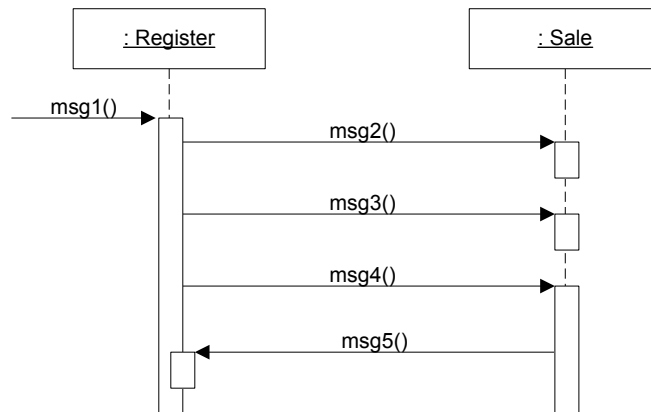 : Register
: Sale
msg1()
msg2()
msg3()
msg4()
msg5()